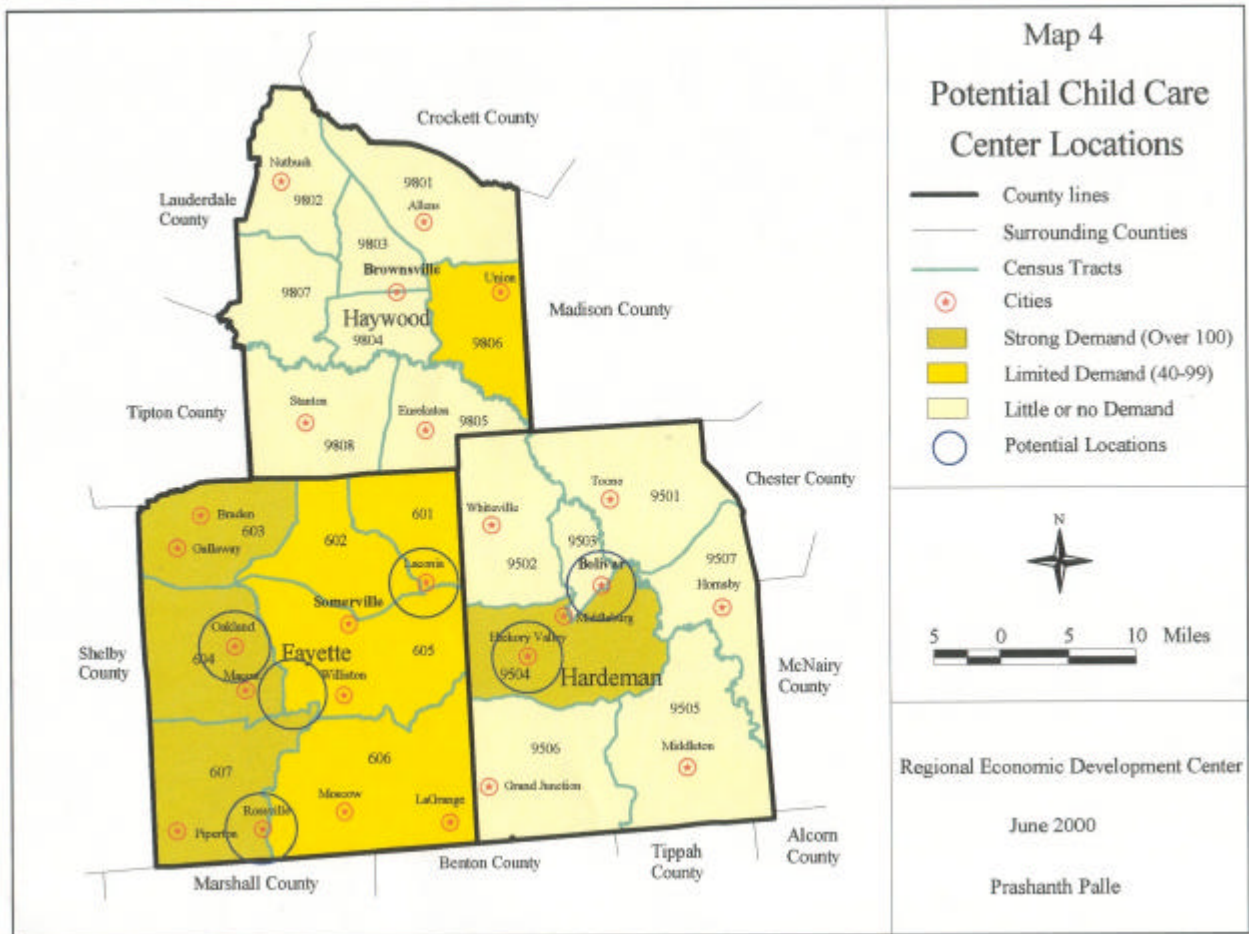 Map 4
Potential Child Care
Center Locations
County lines
Surrounding Counties
Census Tracts
Cities
Strong Demand (Over 100)
Limited Demand (40-99)
Little or no Demand
Potential Locations
N
5 0 5 10 Miles
Regional Economic Development Center
June 2000
Prashanth Palle
Crockett County
Lauderdale
County
Nutbush
9802
9801
Allens
9803
Brownsville
Union
9807
Haywood
9804
9806
Madison County
Tipton County
Stanton
9808
Eurekaton
9805
Chester County
Braden
603
Gallaway
602
601
Laconia
Somerville
Oakland
604
Fayette
605
Macon
Williston
Shelby
County
607
606
Moscow
LaGrange
Rossville
Piperton
Whiteville
Toone
9501
9503
9502
Bolivar
9507
Hornsby
Middleburg
Hickory Valley
9504
Hardeman
McNairy
County
9505
9506
Middleton
Grand Junction
Marshall County
Benton County
Tippah
County
Alcorn
County